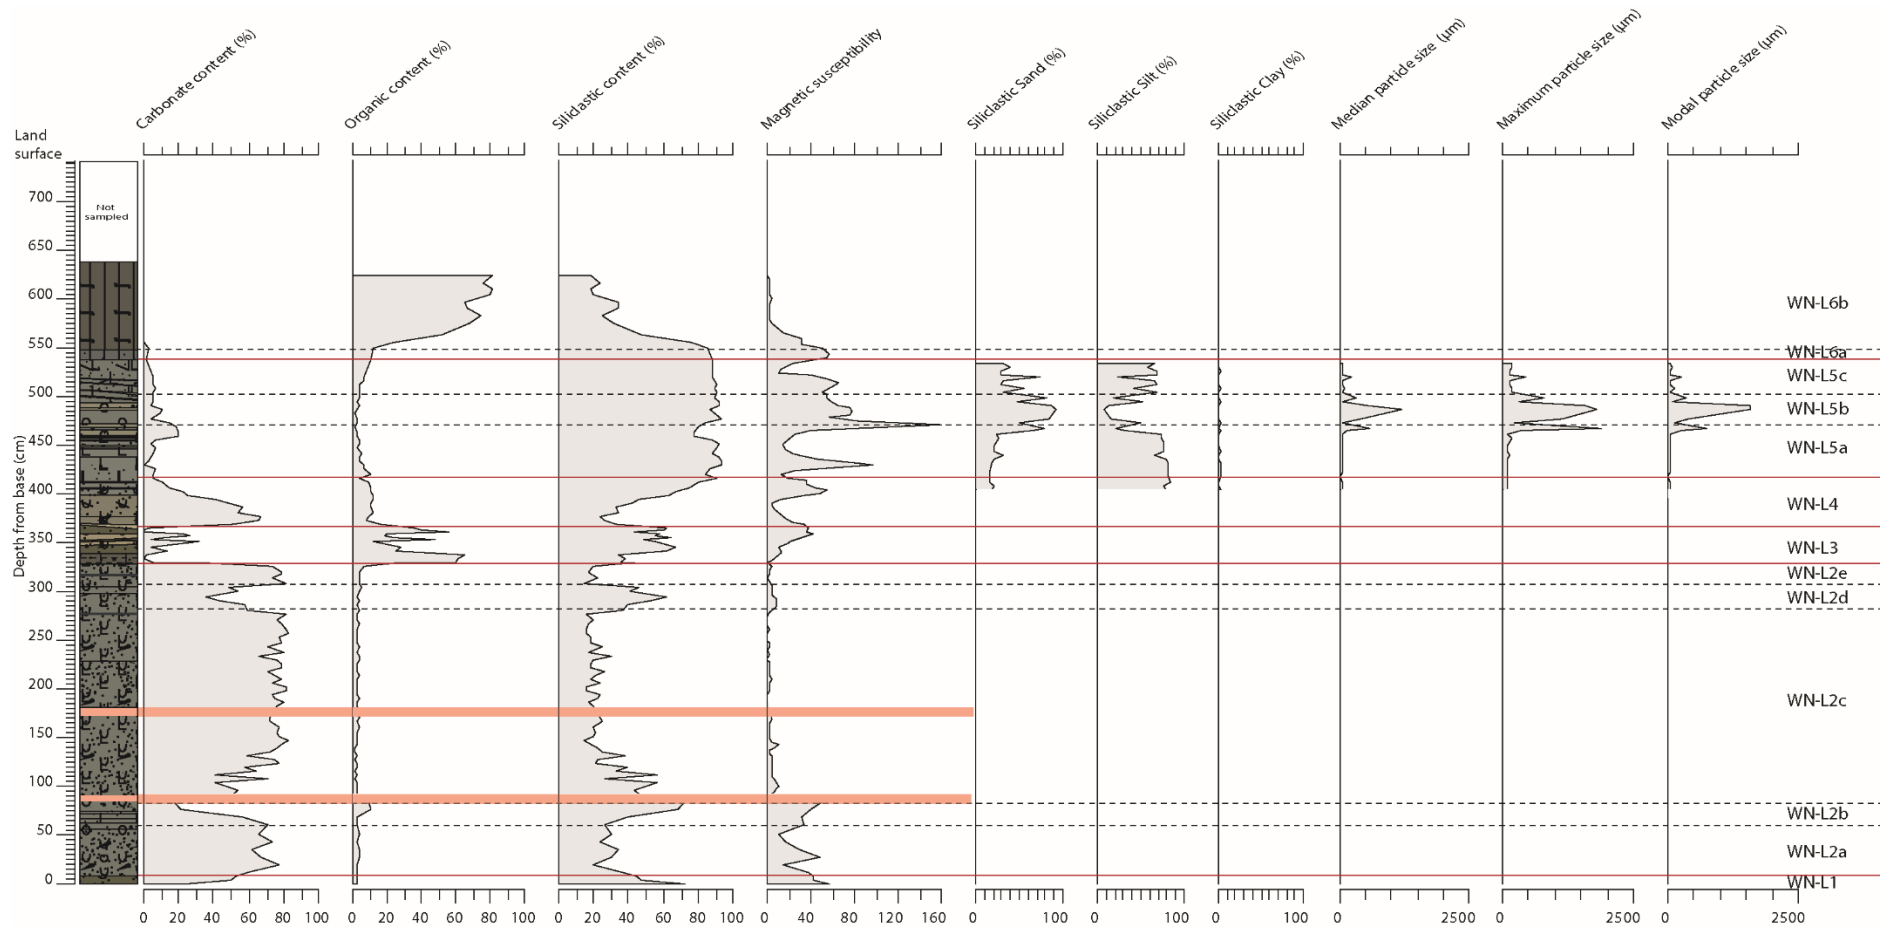 Carbonate content (%)
Organic content (%)
Siliclastic content (%)
Magnetic susceptibility
Siliclastic Sand (%)
Siliclastic Silt (%)
Siliclastic Clay (%)
Median particle size (μm)
Maximum particle size (μm)
Modal particle size (μm)
Land
surface
Not
sampled
Depth from base (cm)
700
650
600
550
500
450
400
350
300
250
200
150
100
50
0
WN-L6b
WN-L6a
WN-L5c
WN-L5b
WN-L5a
WN-L4
WN-L3
WN-L2e
WN-L2d
WN-L2c
WN-L2b
WN-L2a
WN-L1
0 20 40 60 80 100
0 20 40 60 80 100
0 20 40 60 80 100
0 40 80 120 160
0 100
0 100
0 100
0 2500
0 2500
0 2500